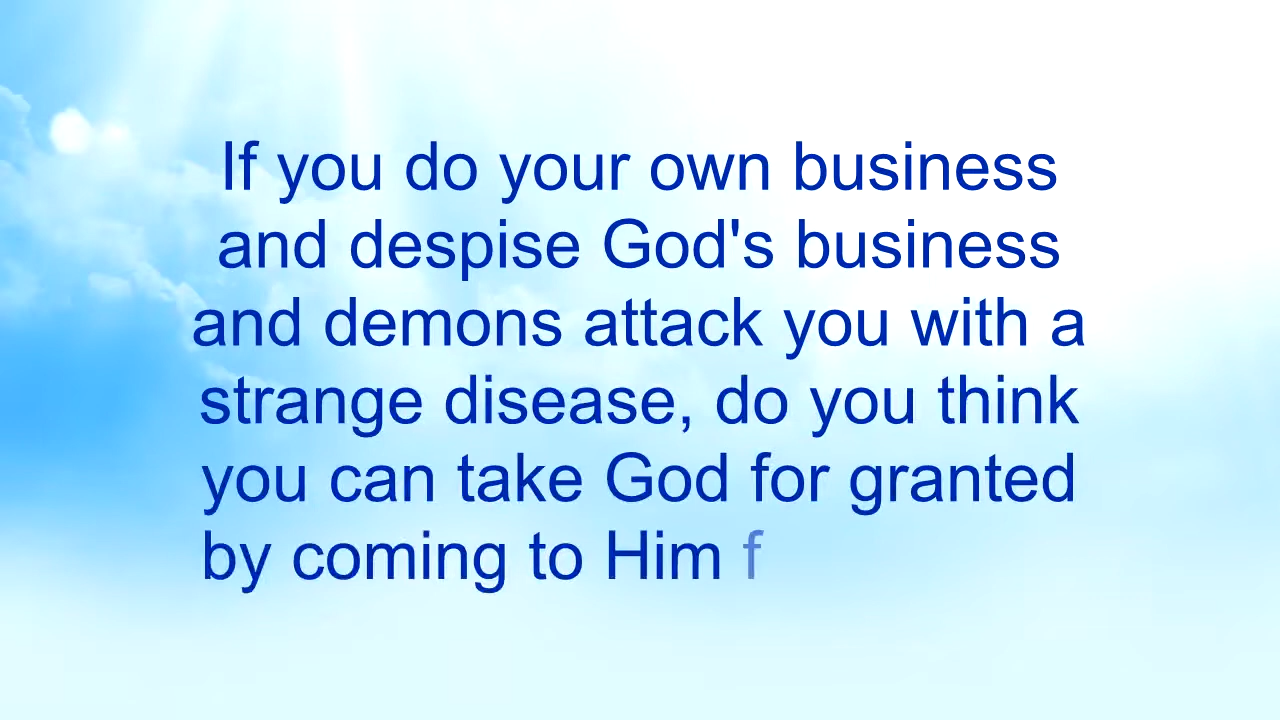 If you do your own business
and despise God's business
and demons attack you with a
strange disease, do you think
you can take God for granted
by coming to Him f